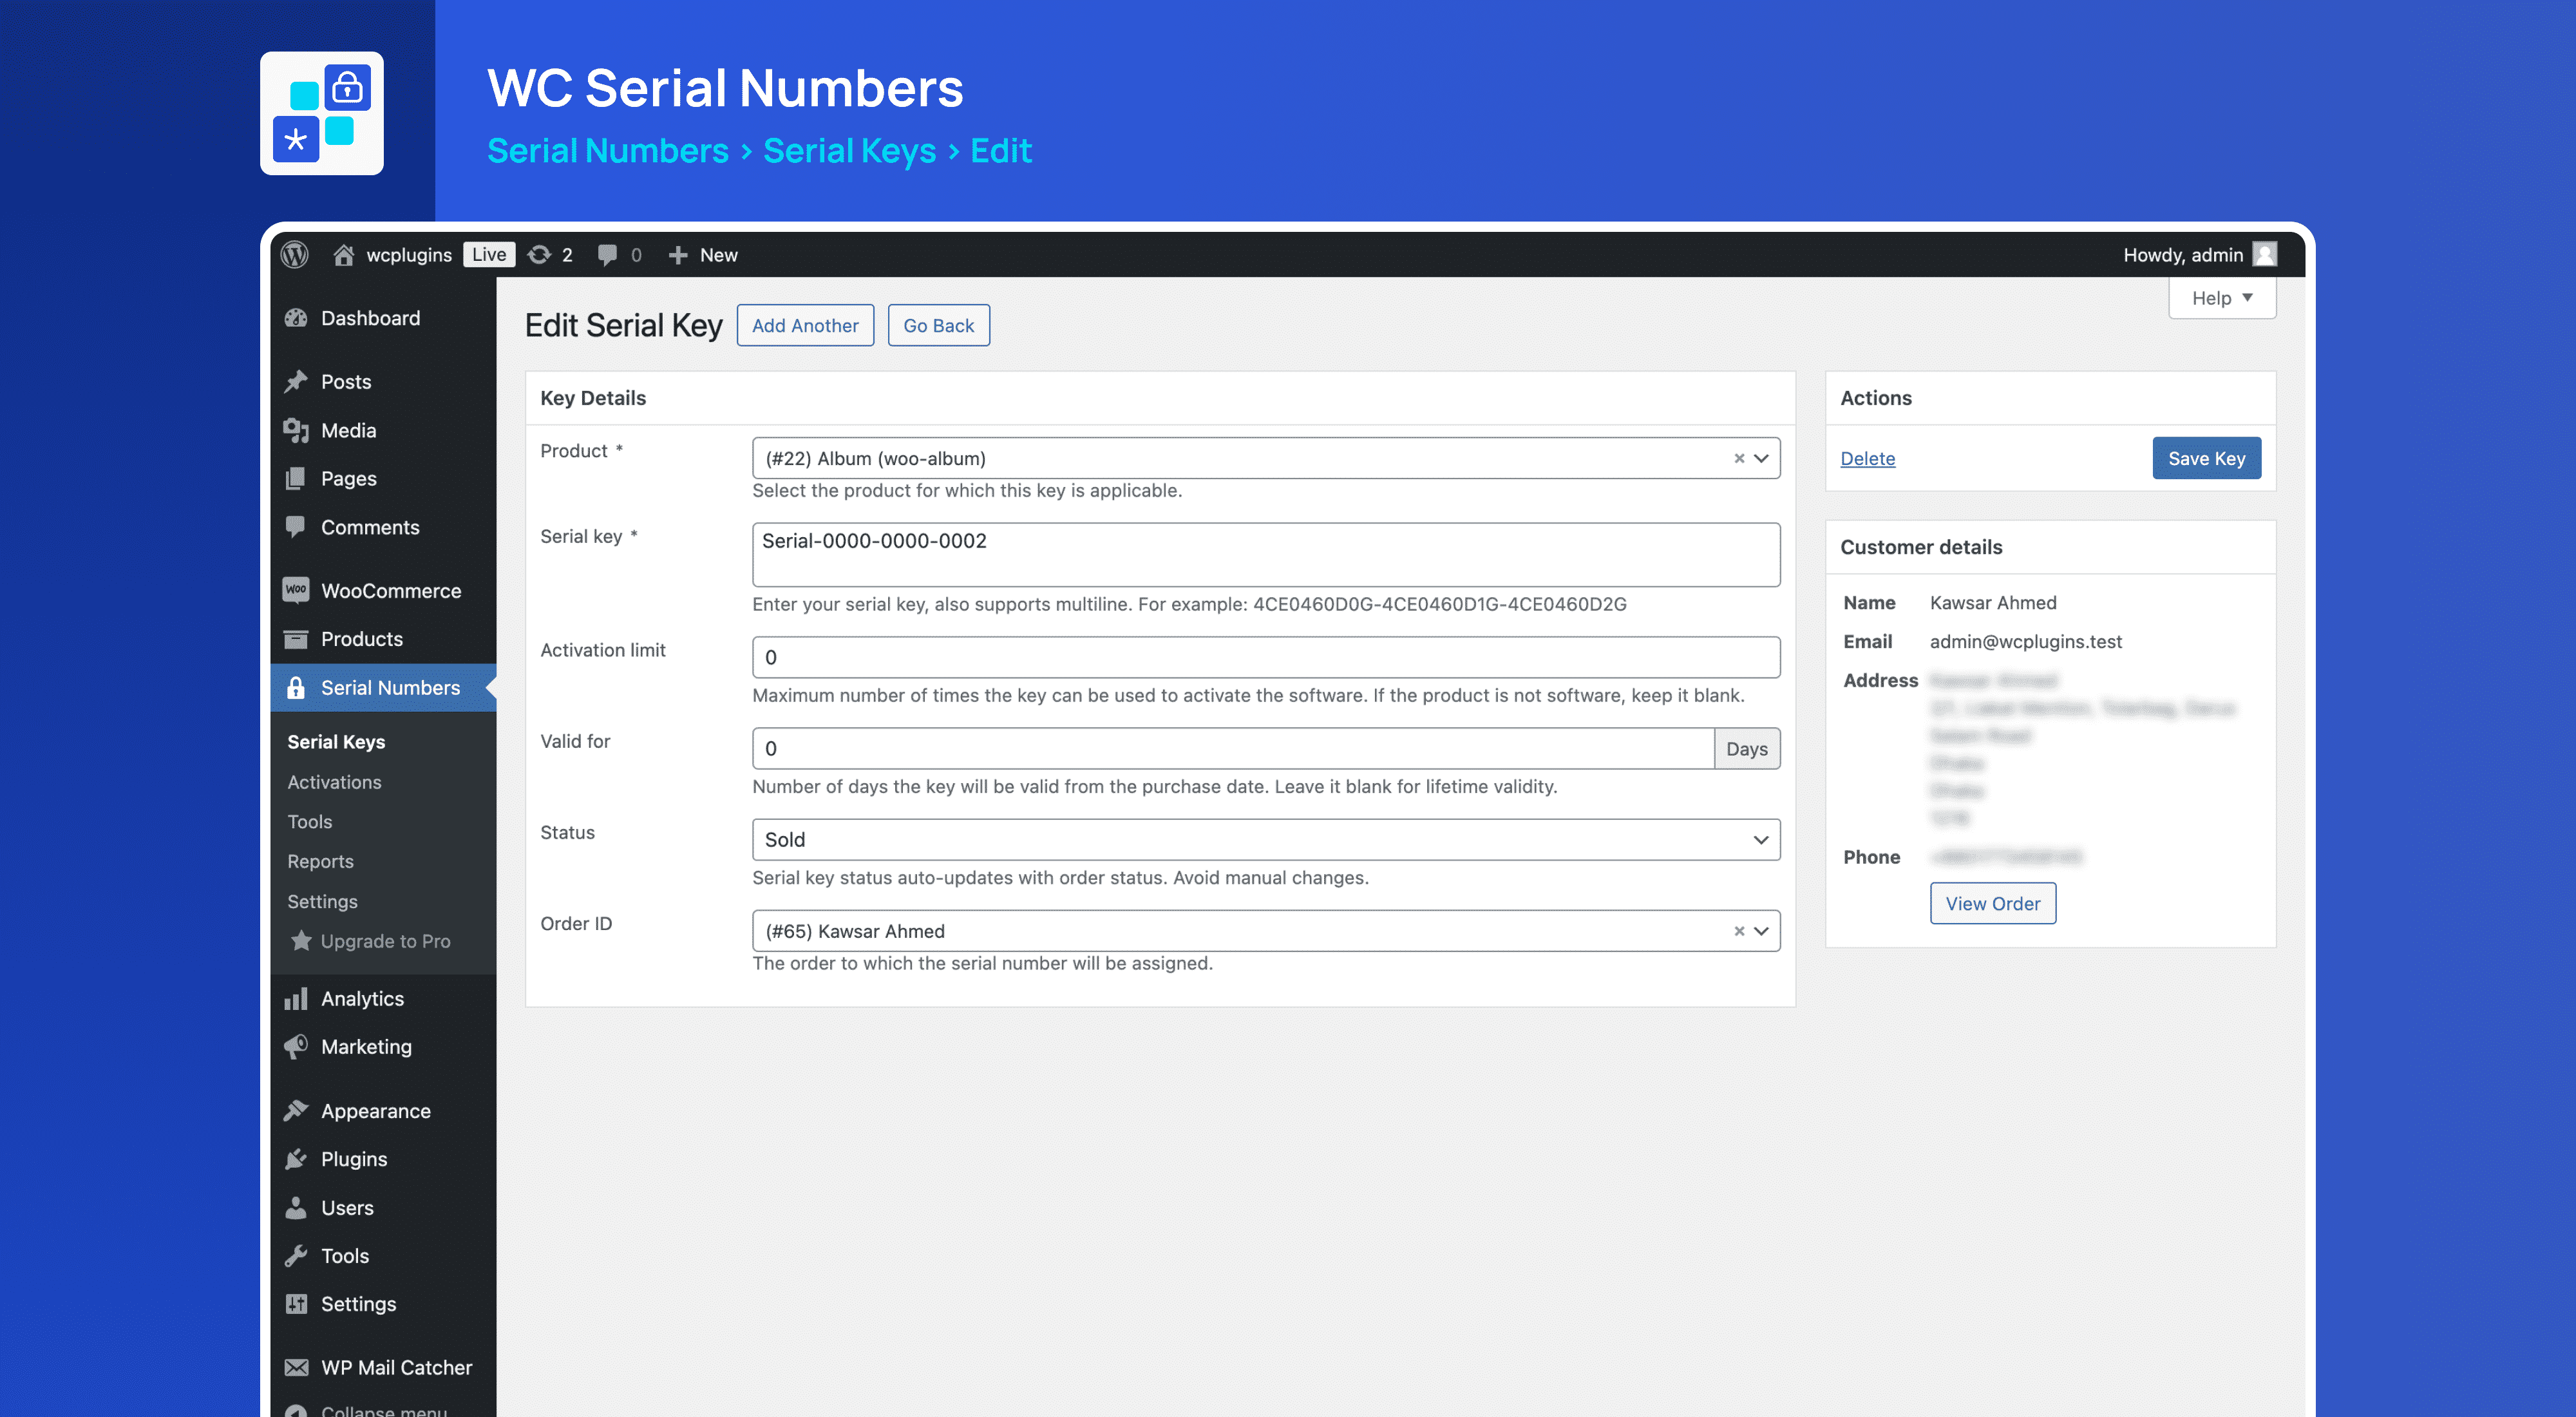 WC Serial Numbers
Serial Numbers > Serial Keys > Edit
wcplugins Live 2 0 New
Howdy, admin
Help
Dashboard
Posts
Media
Pages
Comments
WooCommerce
Products
Serial Numbers
Serial Keys
Activations
Tools
Reports
Settings
Upgrade to Pro
Analytics
Marketing
Appearance
Plugins
Users
Tools
Settings
WP Mail Catcher
Collapse menu
Edit Serial Key Add Another Go Back
Key Details
Product *
(#22) Album (woo-album)
Select the product for which this key is applicable.
Serial key *
Serial-0000-0000-0002
Enter your serial key, also supports multiline. For example: 4CE0460D0G-4CE0460D1G-4CE0460D2G
Activation limit
0
Maximum number of times the key can be used to activate the software. If the product is not software, keep it blank.
Valid for
0 Days
Number of days the key will be valid from the purchase date. Leave it blank for lifetime validity.
Status
Sold
Serial key status auto-updates with order status. Avoid manual changes.
Order ID
(#65) Kawsar Ahmed
The order to which the serial number will be assigned.
Actions
Delete Save Key
Customer details
Name Kawsar Ahmed
Email admin@wcplugins.test
Address
Phone
View Order